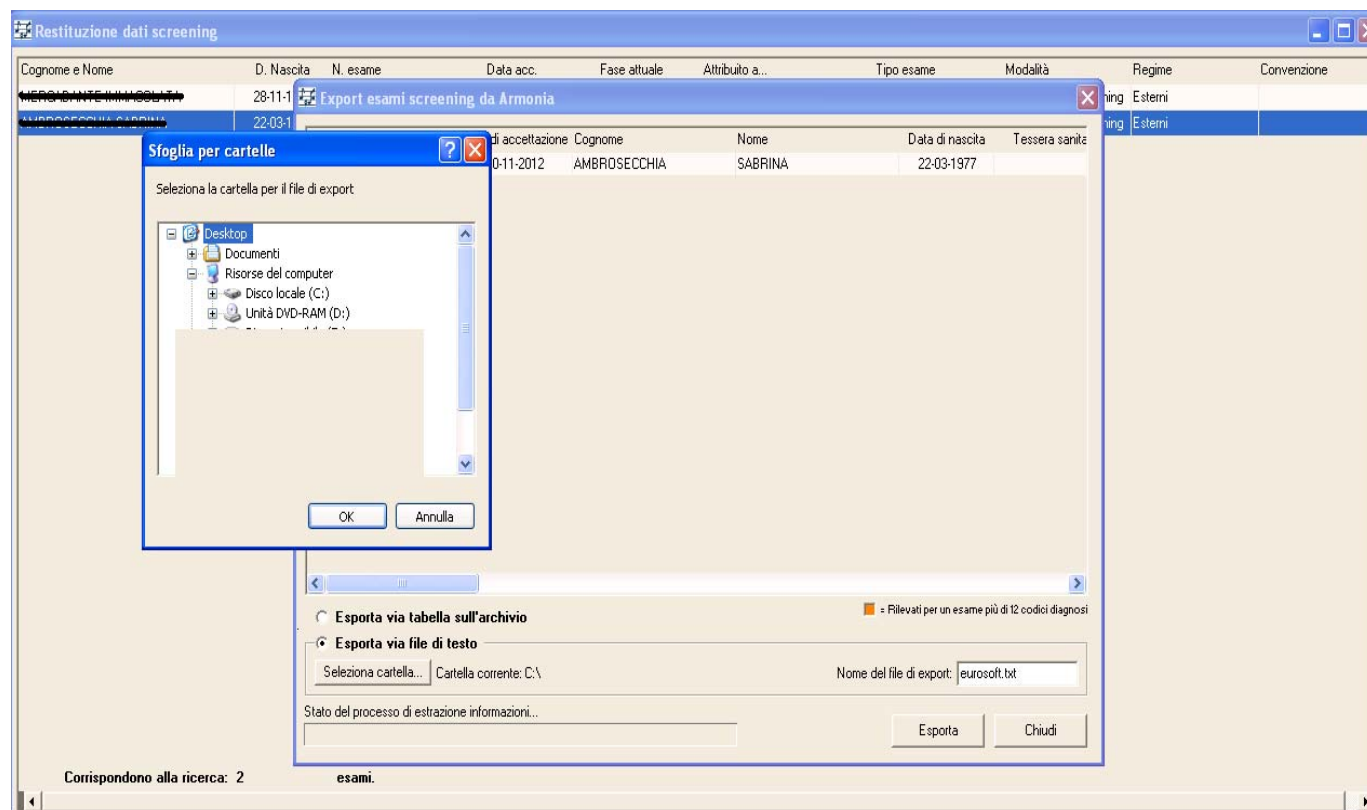 Restituzione dati screening
Cognome e Nome D. Nascita N. esame Data acc. Fase attuale Attribuito a... Tipo esame Modalità Regime Convenzione
28-11-1 ning Esterni
22-03-1 ning Esterni
Export esami screening da Armonia
di accettazione Cognome Nome Data di nascita Tessera sanita
0-11-2012 AMBROSECCHIA SABRINA 22-03-1977
Sfoglia per cartelle
Seleziona la cartella per il file di export
Desktop
Documenti
Risorse del computer
Disco locale (C:)
Unità DVD-RAM (D:)
OK Annulla
Esporta via tabella sull'archivio
= Rilevati per un esame più di 12 codici diagnosi
Esporta via file di testo
Seleziona cartella... Cartella corrente: C:\ Nome del file di export: eurosoft.txt
Stato del processo di estrazione informazioni...
Esporta Chiudi
Corrispondono alla ricerca: 2 esami.